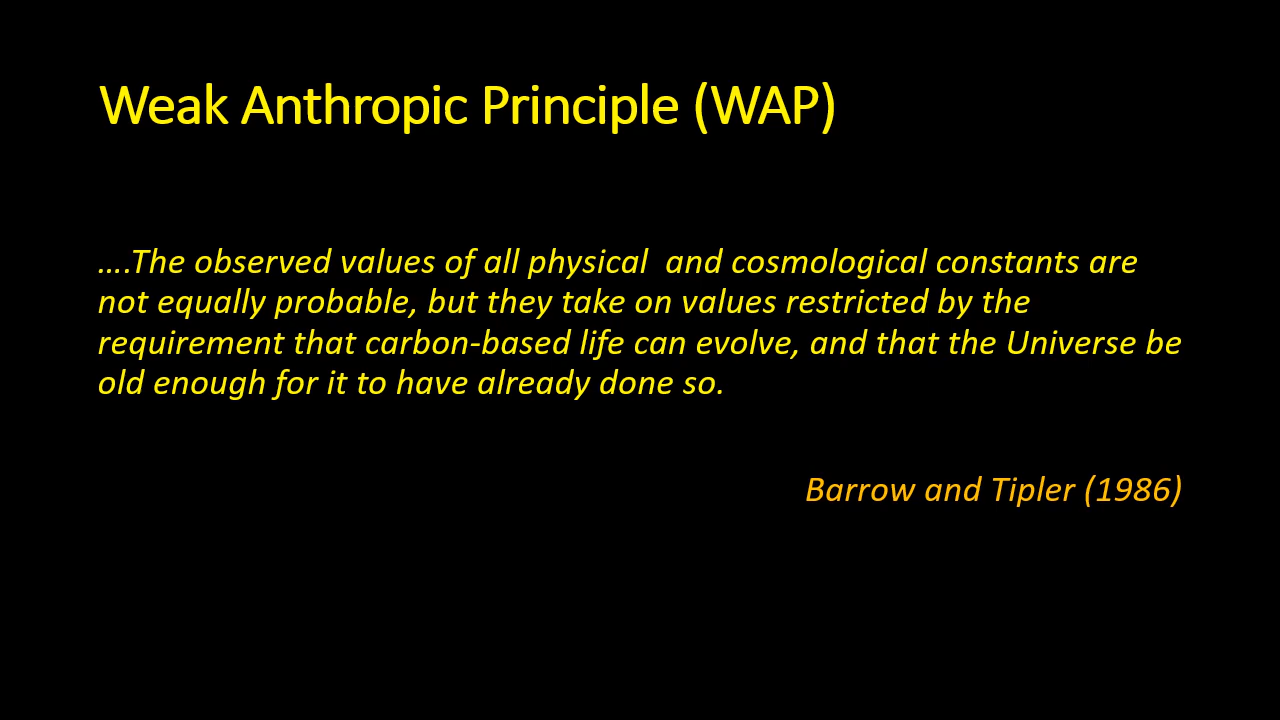 Weak Anthropic Principle (WAP)
....The observed values of all physical  and cosmological constants are
not equally probable, but they take on values restricted by the
requirement that carbon-based life can evolve, and that the Universe be
old enough for it to have already done so.
Barrow and Tipler (1986)